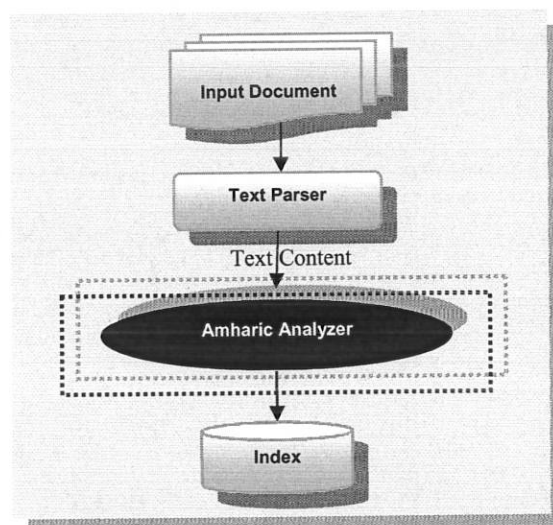 Input Document
Text Parser
Text Content
Amharic Analyzer
Index